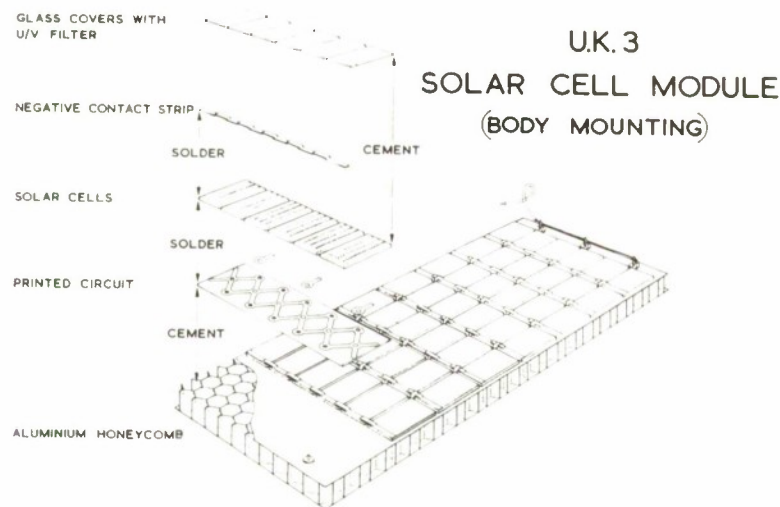 GLASS COVERS WITH
U/V FILTER
U.K. 3
SOLAR CELL MODULE
(BODY MOUNTING)
NEGATIVE CONTACT STRIP
SOLDER
CEMENT
SOLAR CELLS
SOLDER
PRINTED CIRCUIT
CEMENT
ALUMINIUM HONEYCOMB